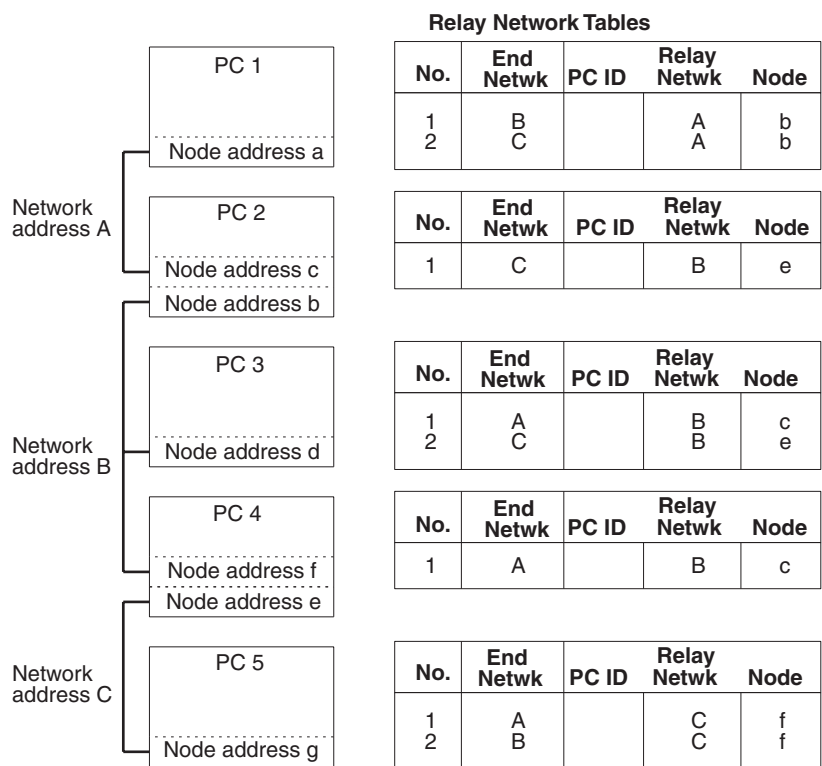 Relay Network Tables
PC 1
Node address a
No. End Netwk PC ID Relay Netwk Node
1 B A b
2 C A b
Network address A
PC 2
Node address c
Node address b
No. End Netwk PC ID Relay Netwk Node
1 C B e
PC 3
Node address d
Network address B
No. End Netwk PC ID Relay Netwk Node
1 A B c
2 C B e
PC 4
Node address f
Node address e
No. End Netwk PC ID Relay Netwk Node
1 A B c
Network address C
PC 5
Node address g
No. End Netwk PC ID Relay Netwk Node
1 A C f
2 B C f